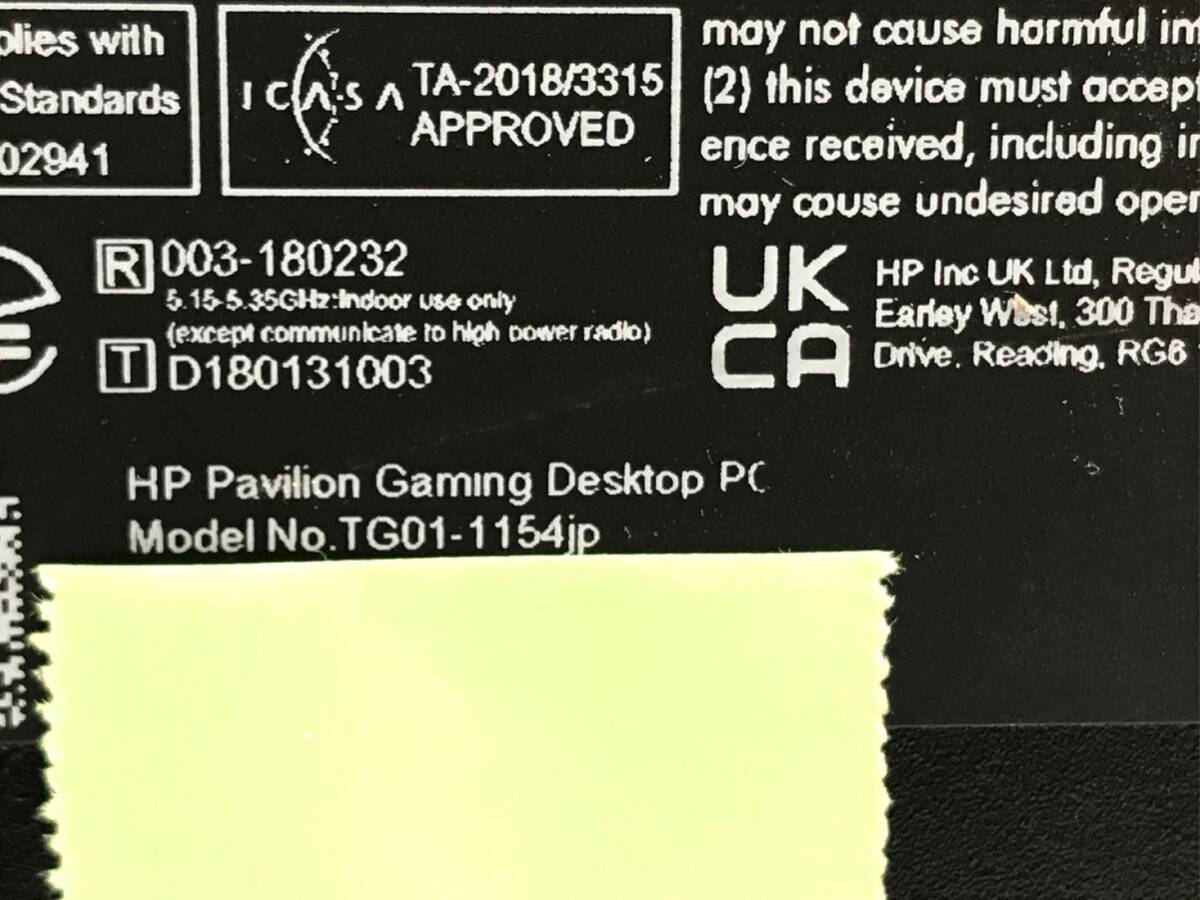 plies with
Standards
02941
ICASA
TA-2018/3315
APPROVED
may not cause harmful im
(2) this device must accept
ence received, including in
may cause undesired oper
R 003-180232
5.15-5.35GHz:Indoor use only
(except communicate to high power radio)
T D180131003
UK
CA
HP Inc UK Ltd, Regul
Earley West, 300 Tha
Drive, Reading, RG6
HP Pavilion Gaming Desktop PC
Model No.TG01-1154jp